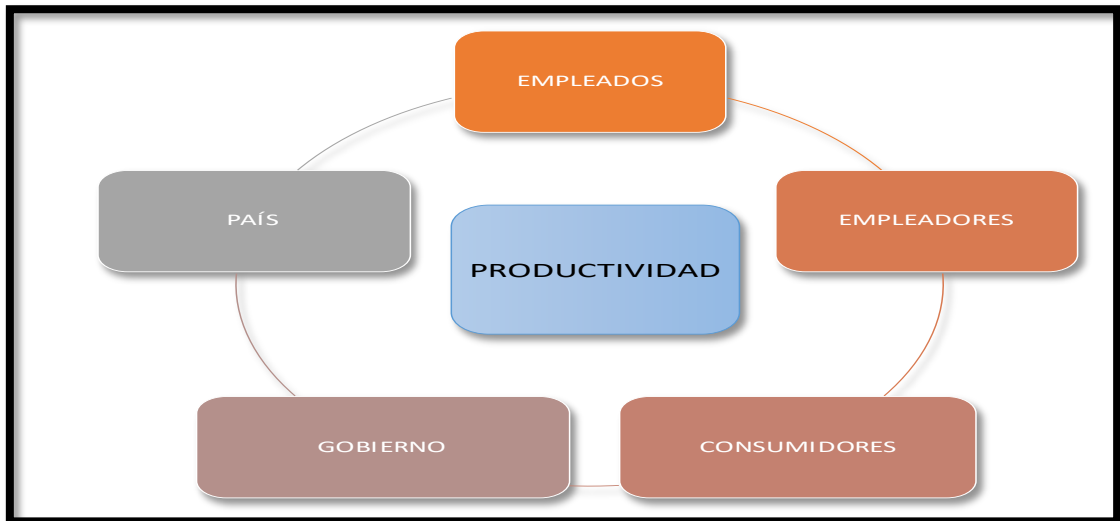 EMPLEADOS
PAÍS
EMPLEADORES
PRODUCTIVIDAD
GOBIERNO
CONSUMIDORES